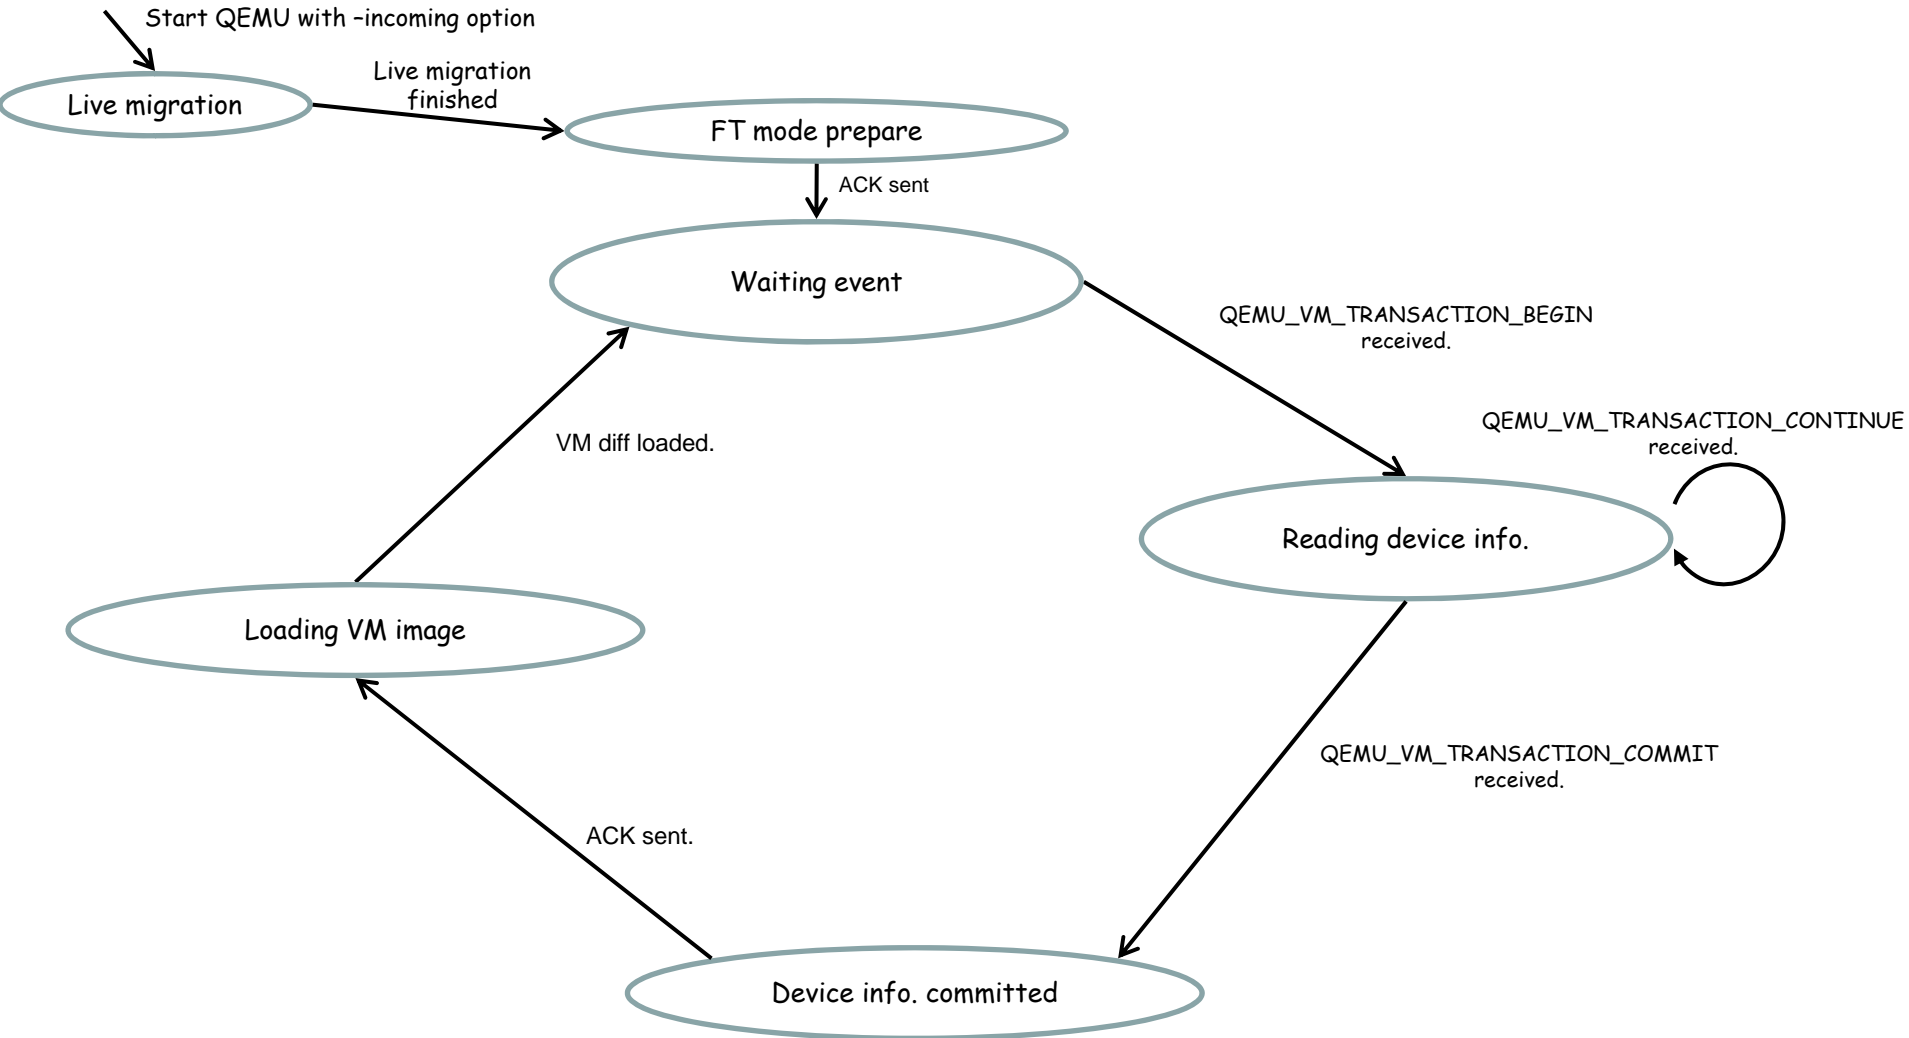 Start QEMU with –incoming option
Live migration
finished
Live migration
FT mode prepare
ACK sent
Waiting event
QEMU_VM_TRANSACTION_BEGIN
received.
QEMU_VM_TRANSACTION_CONTINUE
received.
VM diff loaded.
Reading device info.
Loading VM image
QEMU_VM_TRANSACTION_COMMIT
received.
ACK sent.
Device info. committed